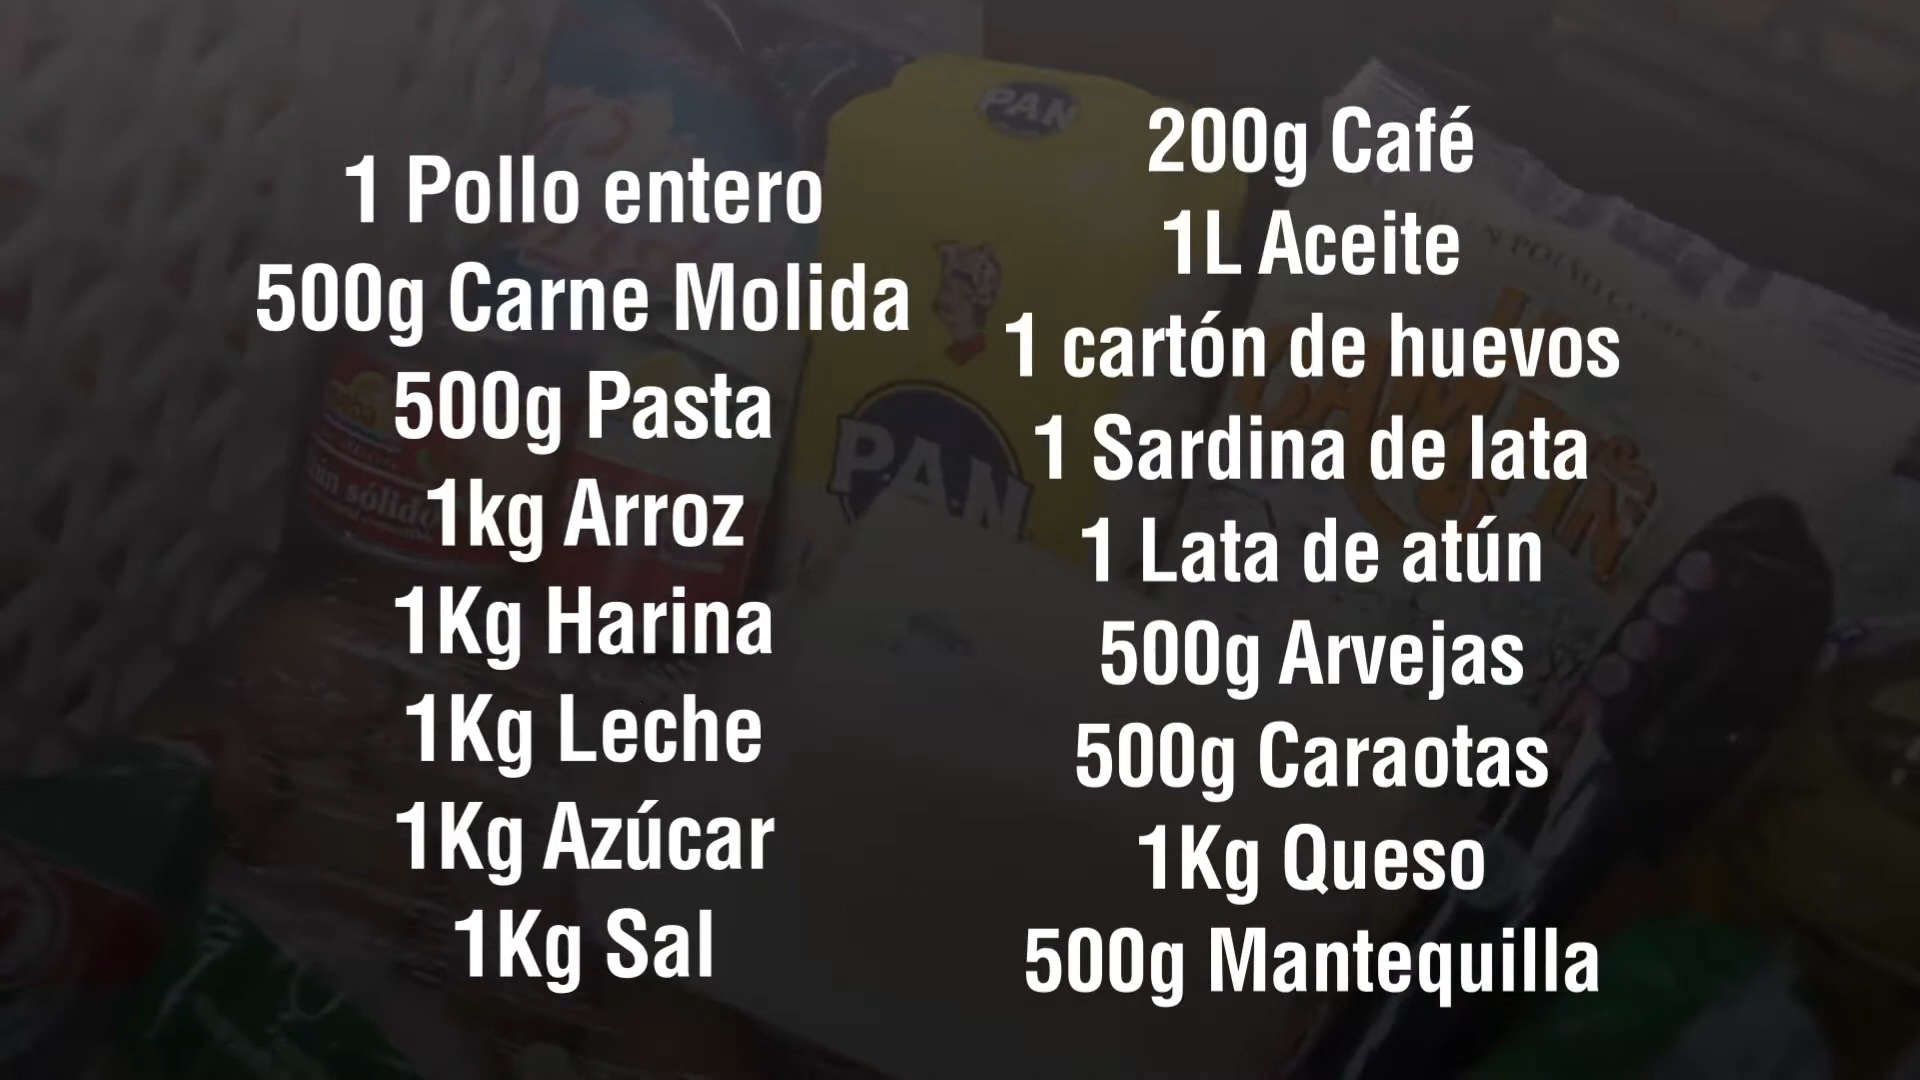 1 Pollo entero
500g Carne Molida
500g Pasta
1kg Arroz
1Kg Harina
1Kg Leche
1Kg Azúcar
1Kg Sal
200g Café
1L Aceite
1 cartón de huevos
1 Sardina de lata
1 Lata de atún
500g Arvejas
500g Caraotas
1Kg Queso
500g Mantequilla
PAN
P.A.N